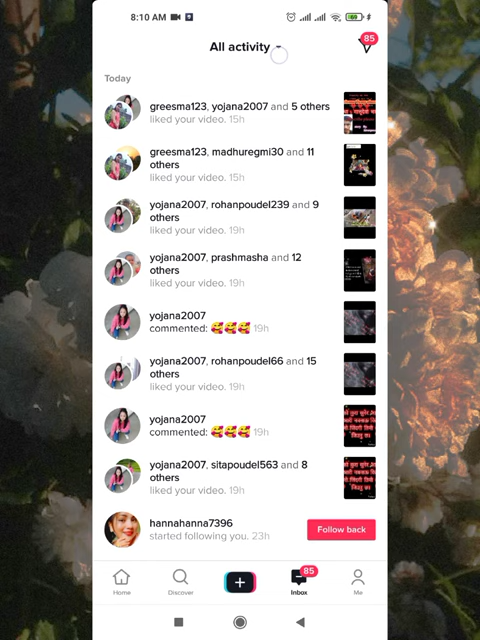 8:10 AM
69
All activity
85
Today
greesma123, yojana2007 and 5 others
liked your video. 15h
greesma123, madhuregmi30 and 11
others
liked your video. 15h
yojana2007, rohanpoudel239 and 9
others
liked your video. 19h
yojana2007, prashmasha and 12
others
liked your video. 19h
yojana2007
commented: 🥰🥰🥰 19h
yojana2007, rohanpoudel66 and 15
others
liked your video. 19h
yojana2007
commented: 🥰🥰🥰 19h
yojana2007, sitapoudel563 and 8
others
liked your video. 19h
hannahanna7396
started following you. 23h
Follow back
85
Home
Discover
Inbox
Me